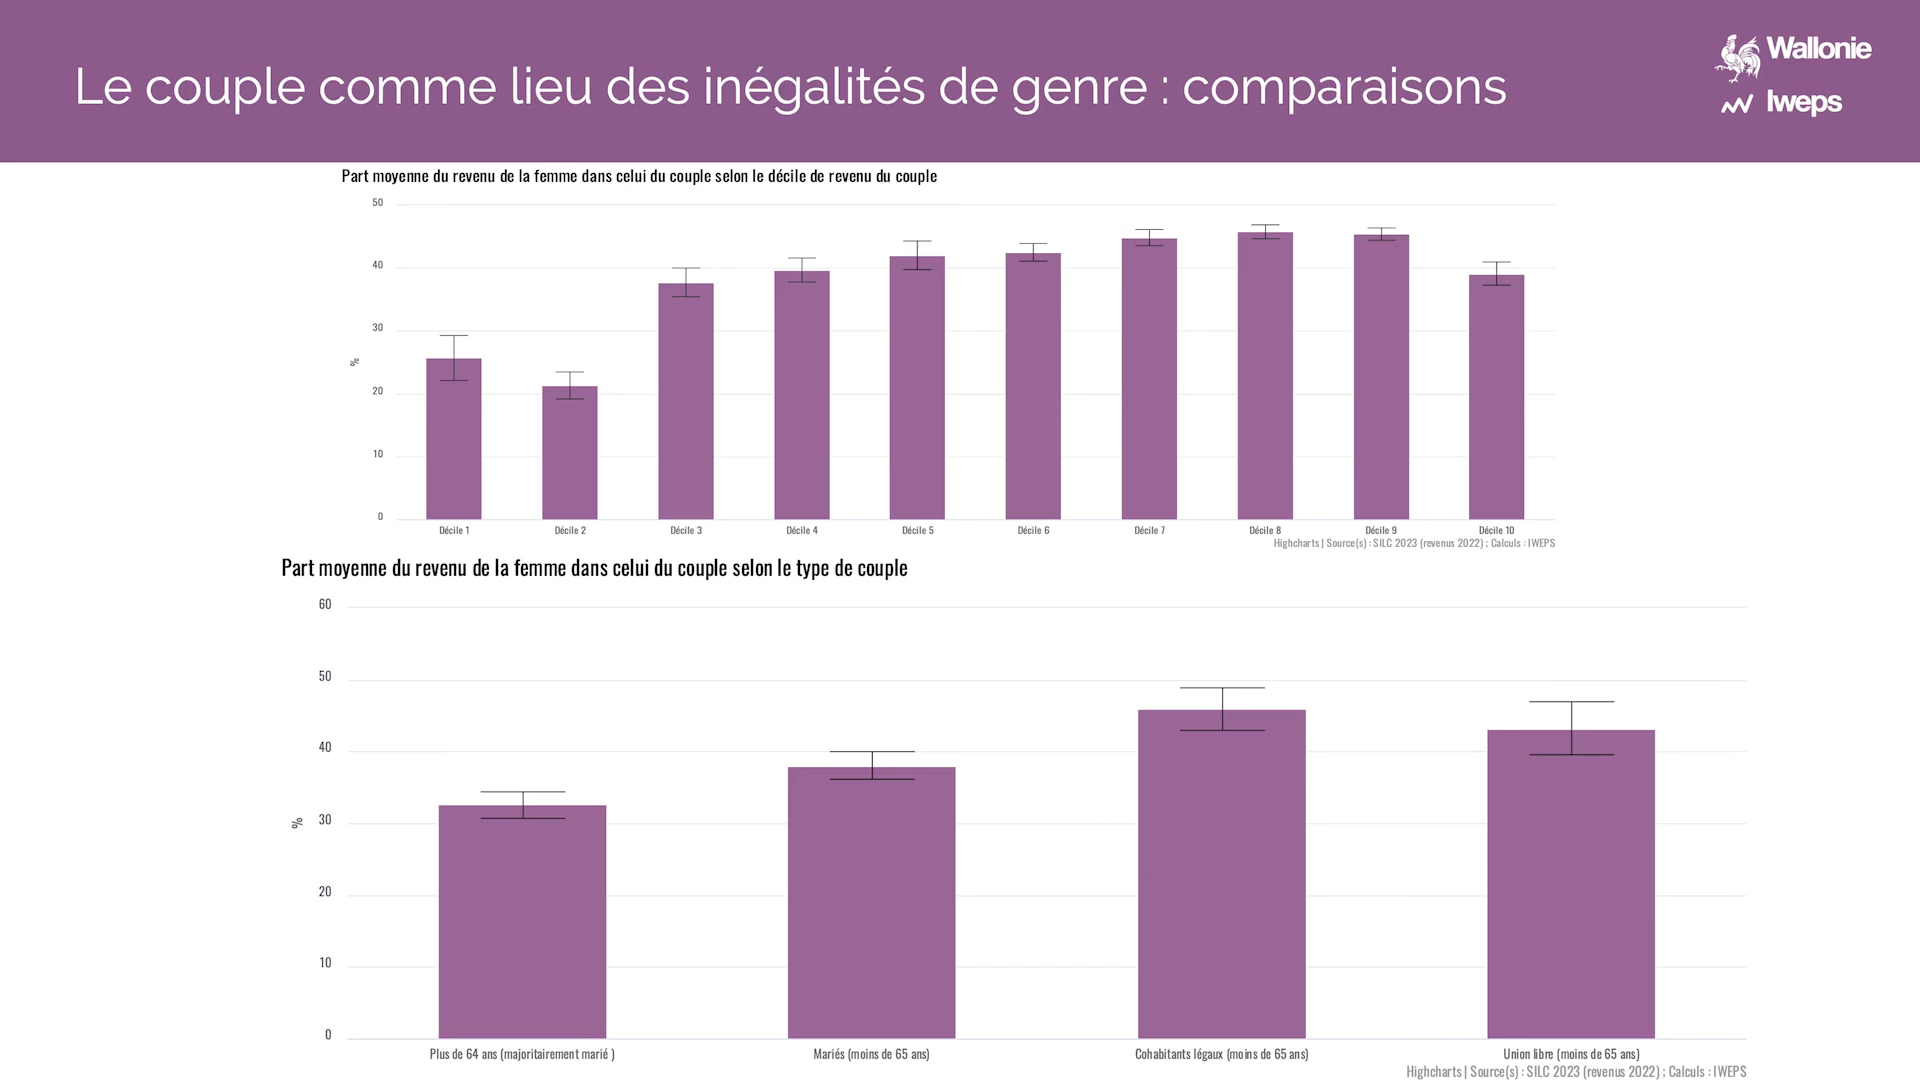 Le couple comme lieu des inégalités de genre : comparaisons
Wallonie
Iweps
Part moyenne du revenu de la femme dans celui du couple selon le décile de revenu du couple
50
40
30
20
10
0
%
Décile 1
Décile 2
Décile 3
Décile 4
Décile 5
Décile 6
Décile 7
Décile 8
Décile 9
Décile 10
Highcharts | Source(s) : SILC 2023 (revenus 2022) ; Calculs : IWEPS
Part moyenne du revenu de la femme dans celui du couple selon le type de couple
60
50
40
30
20
10
0
%
Plus de 64 ans (majoritairement marié )
Mariés (moins de 65 ans)
Cohabitants légaux (moins de 65 ans)
Union libre (moins de 65 ans)
Highcharts | Source(s) : SILC 2023 (revenus 2022) ; Calculs : IWEPS